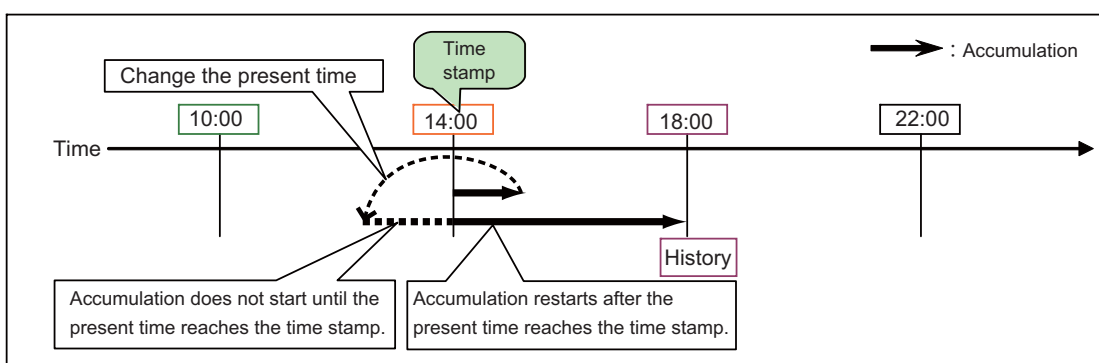 Time
stamp
: Accumulation
Change the present time
10:00
14:00
18:00
22:00
Time
History
Accumulation does not start until the
present time reaches the time stamp.
Accumulation restarts after the
present time reaches the time stamp.